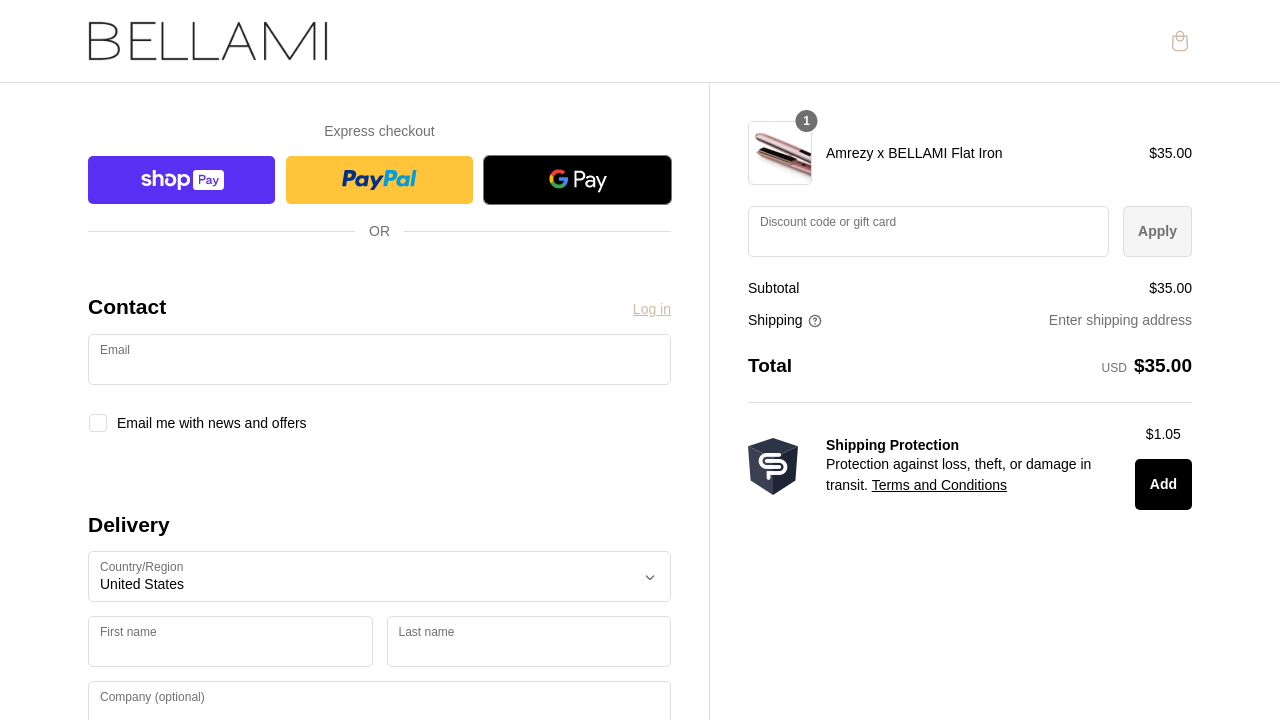 BELLAMI
Express checkout
shop Pay
PayPal
G Pay
OR
Contact
Log in
Email
Email me with news and offers
Delivery
Country/Region
United States
First name
Last name
Company (optional)
1
Amrezy x BELLAMI Flat Iron
$35.00
Discount code or gift card
Apply
Subtotal
$35.00
Shipping
Enter shipping address
Total
USD $35.00
Shipping Protection
Protection against loss, theft, or damage in
transit. Terms and Conditions
$1.05
Add